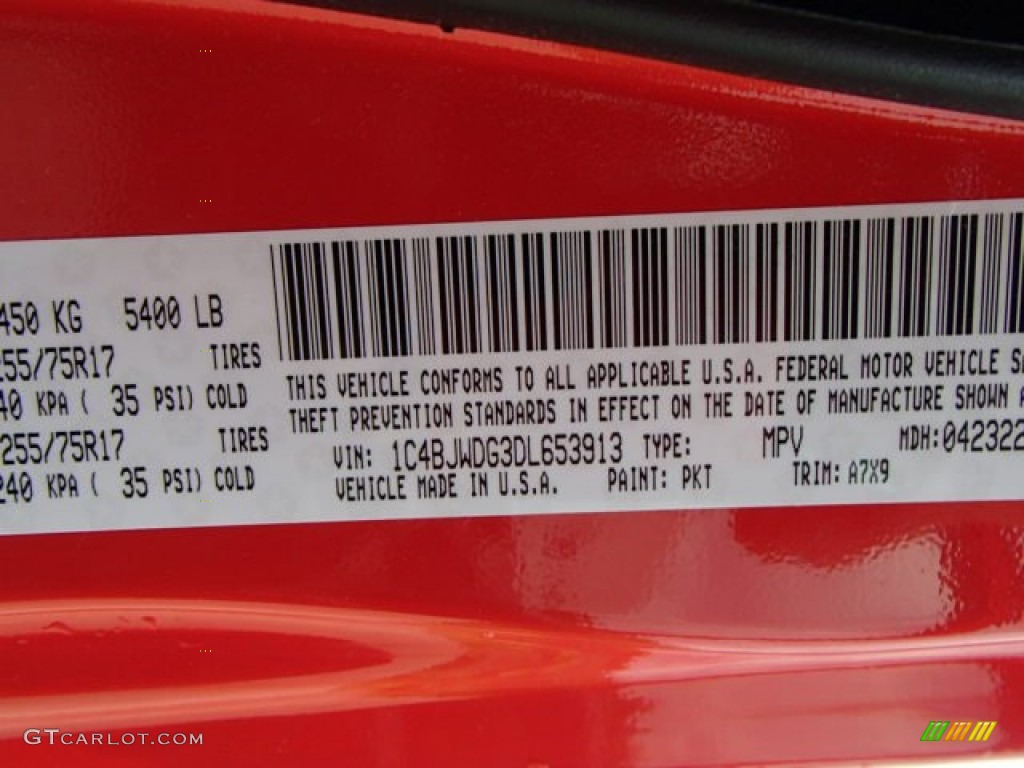 450 KG 5400 LB
255/75R17 TIRES
240 KPA ( 35 PSI) COLD
255/75R17 TIRES
240 KPA ( 35 PSI) COLD
THIS VEHICLE CONFORMS TO ALL APPLICABLE U.S.A. FEDERAL MOTOR VEHICLE
THEFT PREVENTION STANDARDS IN EFFECT ON THE DATE OF MANUFACTURE SHOWN
VIN: 1C4BJWDG3DL653913 TYPE: MPV MDH:042322
VEHICLE MADE IN U.S.A. PAINT: PKT TRIM: A7X9
GTCARLOT.COM